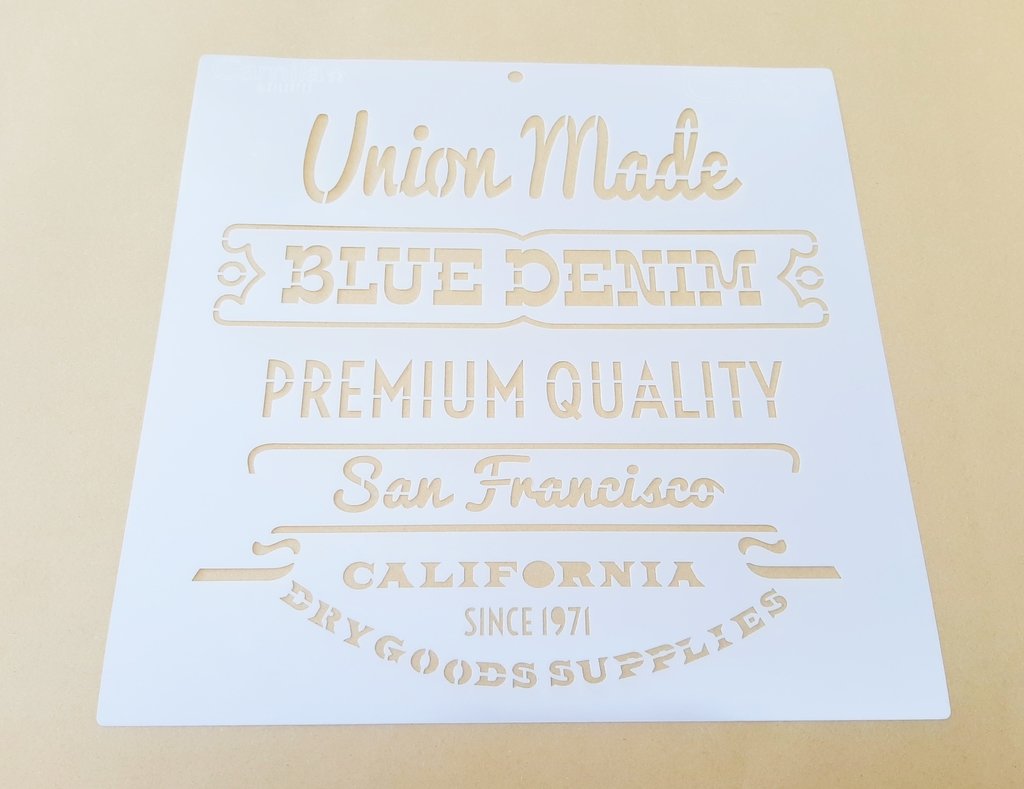 Union Made
BLUE DENIM
PREMIUM QUALITY
San Francisco
CALIFORNIA
SINCE 1971
DRYGOODS SUPPLIES